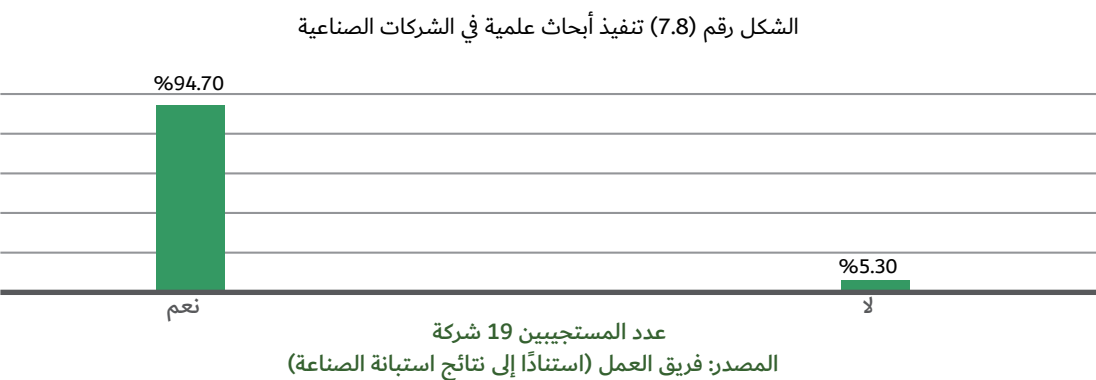 الشكل رقم (7.8) تنفيذ أبحاث علمية في الشركات الصناعية
%94.70
%5.30
نعم
لا
عدد المستجيبين 19 شركة
المصدر: فريق العمل (استنادًا إلى نتائج استبانة الصناعة)